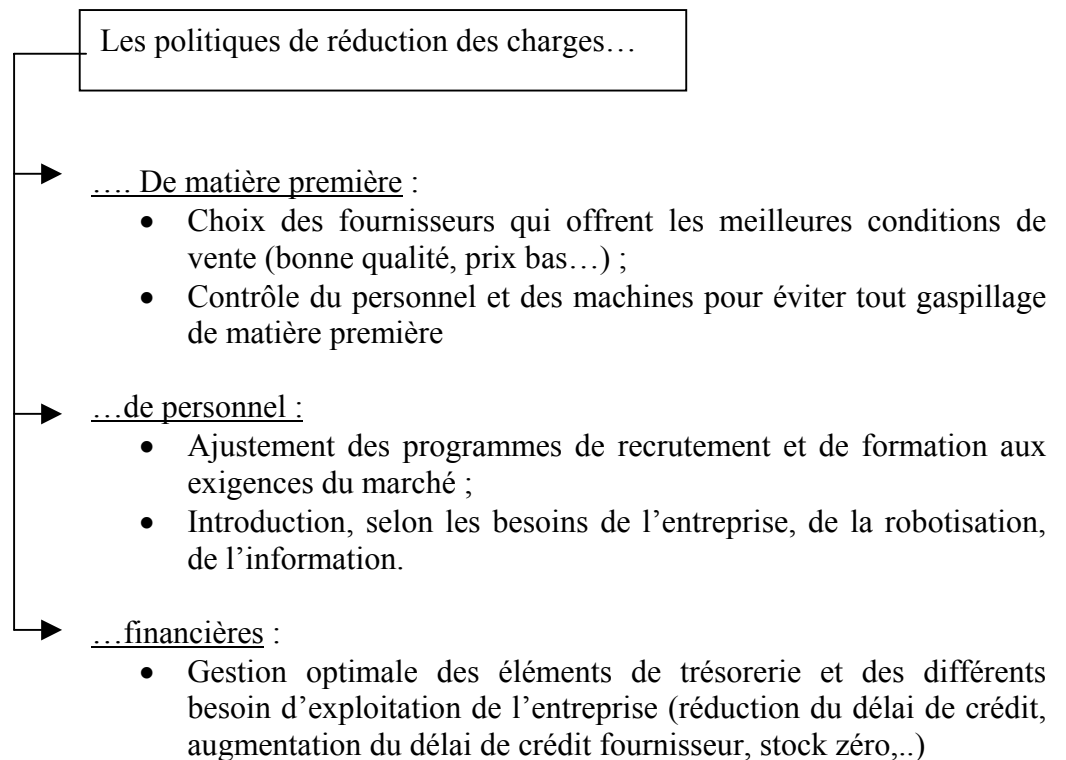 Les politiques de réduction des charges…
…. De matière première :
• Choix des fournisseurs qui offrent les meilleures conditions de
vente (bonne qualité, prix bas…) ;
• Contrôle du personnel et des machines pour éviter tout gaspillage
de matière première
…de personnel :
• Ajustement des programmes de recrutement et de formation aux
exigences du marché ;
• Introduction, selon les besoins de l’entreprise, de la robotisation,
de l’information.
…financières :
• Gestion optimale des éléments de trésorerie et des différents
besoin d’exploitation de l’entreprise (réduction du délai de crédit,
augmentation du délai de crédit fournisseur, stock zéro,..)